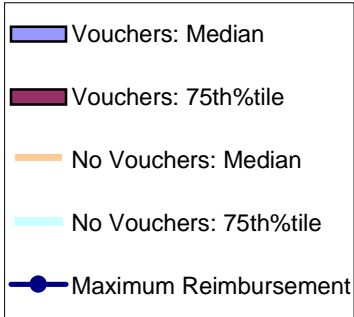 Vouchers: Median
Vouchers: 75th%tile
No Vouchers: Median
No Vouchers: 75th%tile
Maximum Reimbursement